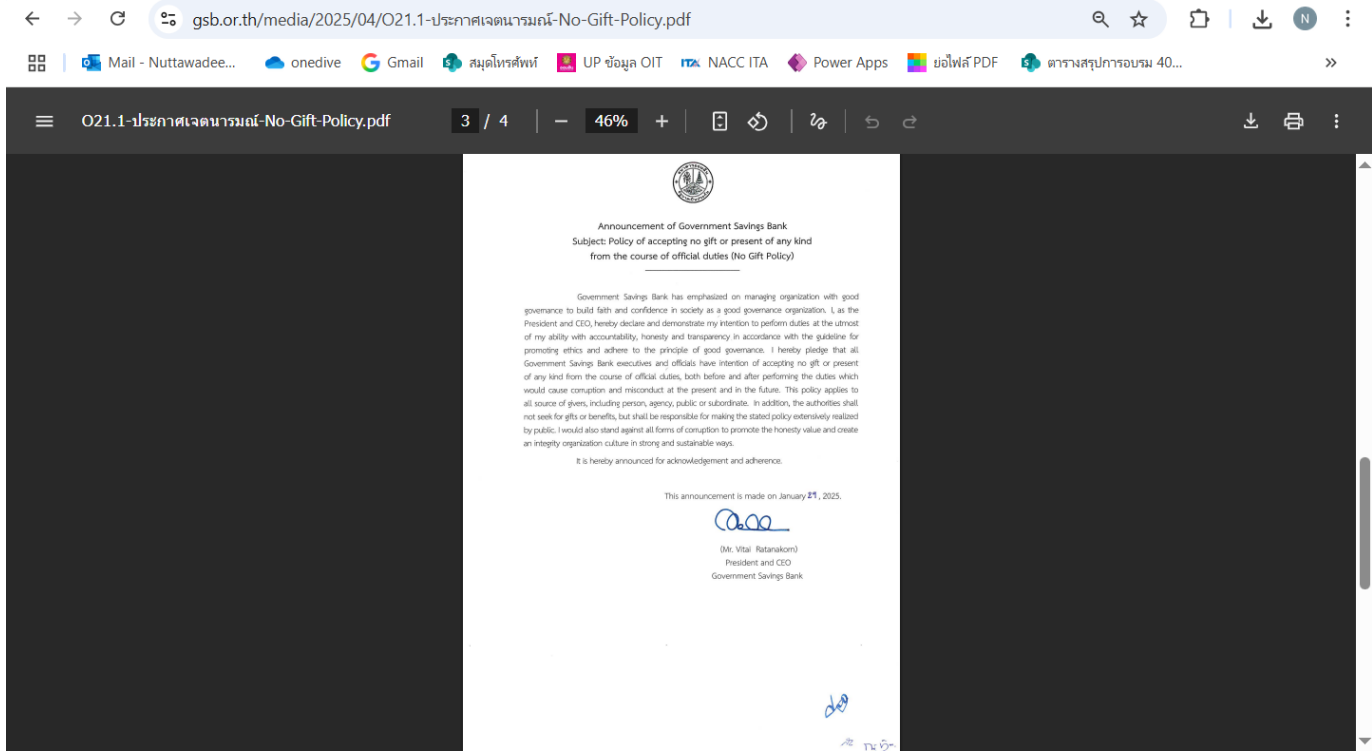 gsb.or.th/media/2025/04/O21.1-ประกาศเจตนารมณ์-No-Gift-Policy.pdf
N
Mail - Nuttawadee... onedive Gmail สมุดโทรศัพท์ UP ข้อมูล OIT ITA NACC ITA Power Apps ย่อไฟล์ PDF ตารางสรุปการอบรม 40...
O21.1-ประกาศเจตนารมณ์-No-Gift-Policy.pdf 3 / 4 46%
Announcement of Government Savings Bank
Subject: Policy of accepting no gift or present of any kind
from the course of official duties (No Gift Policy)
Government Savings Bank has emphasized on managing organization with good
governance to build faith and confidence in society as a good governance organization. I, as the
President and CEO, hereby declare and demonstrate my intention to perform duties at the utmost
of my ability with accountability, honesty and transparency in accordance with the guideline for
promoting ethics and adhere to the principle of good governance. I hereby pledge that all
Government Savings Bank executives and officials have intention of accepting no gift or present
of any kind from the course of official duties, both before and after performing the duties which
would cause corruption and misconduct at the present and in the future. This policy applies to
all source of givers, including person, agency, public or subordinate. In addition, the authorities shall
not seek for gifts or benefits, but shall be responsible for making the stated policy extensively realized
by public. I would also stand against all forms of corruption to promote the honesty value and create
an integrity organization culture in strong and sustainable ways.
It is hereby announced for acknowledgement and adherence.
This announcement is made on January , 2025.
(Mr. Vitai Ratanakorn)
President and CEO
Government Savings Bank